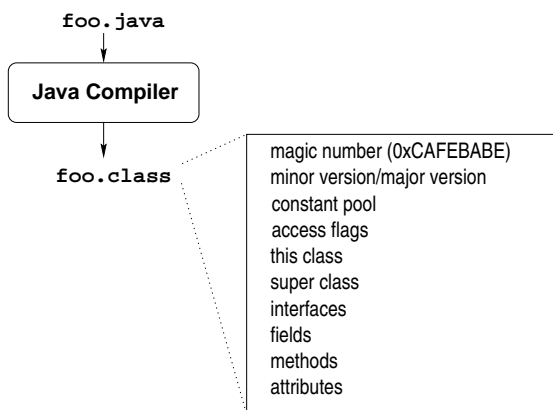 foo.java
Java Compiler
foo.class
magic number (0xCAFEBABE)
minor version/major version
constant pool
access flags
this class
super class
interfaces
fields
methods
attributes